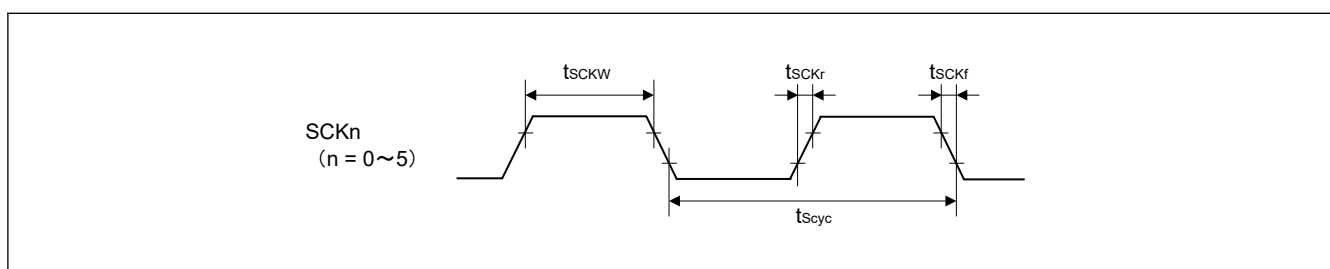 tSCKW
tSCKr
tSCKf
SCKn
（n = 0～5）
tScyc